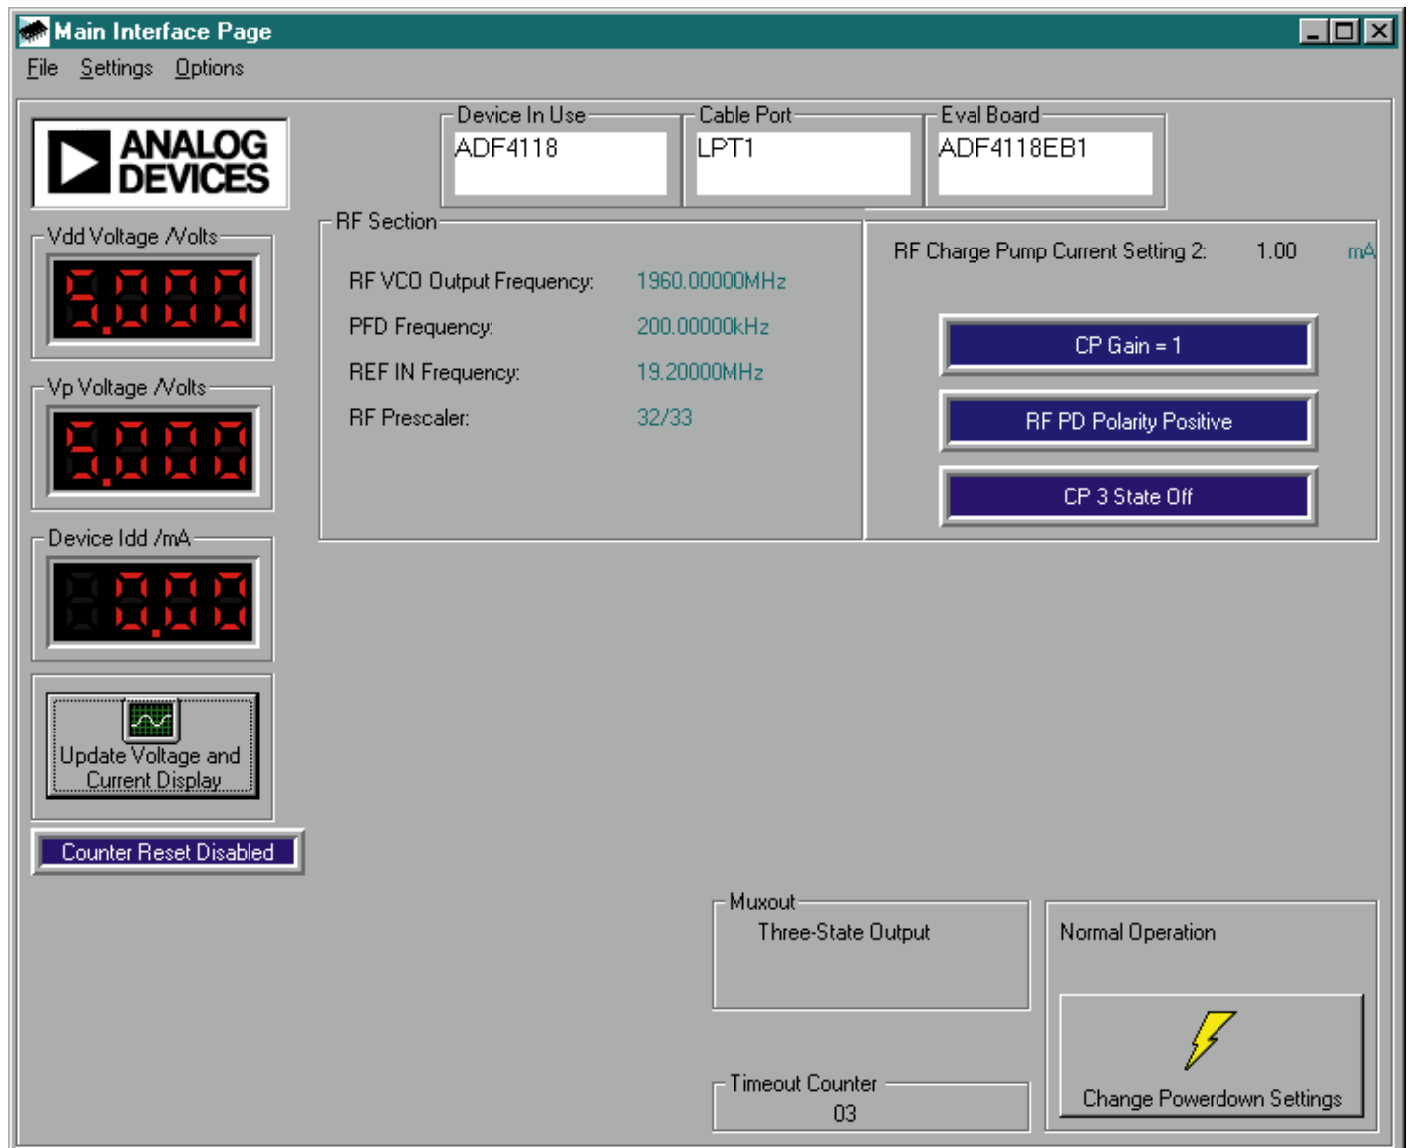 Main Interface Page
File Settings Options
ANALOG
DEVICES
Device In Use
ADF4118
Cable Port
LPT1
Eval Board
ADF4118EB1
Vdd Voltage /Volts
5.000
Vp Voltage /Volts
5.000
Device Idd /mA
0.00
Update Voltage and
Current Display
Counter Reset Disabled
RF Section
RF VCO Output Frequency: 1960.00000MHz
PFD Frequency: 200.00000kHz
REF IN Frequency: 19.20000MHz
RF Prescaler: 32/33
RF Charge Pump Current Setting 2: 1.00 mA
CP Gain = 1
RF PD Polarity Positive
CP 3 State Off
Muxout
Three-State Output
Timeout Counter
03
Normal Operation
Change Powerdown Settings